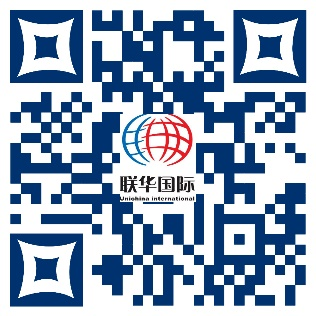 联华国际
Unichina international